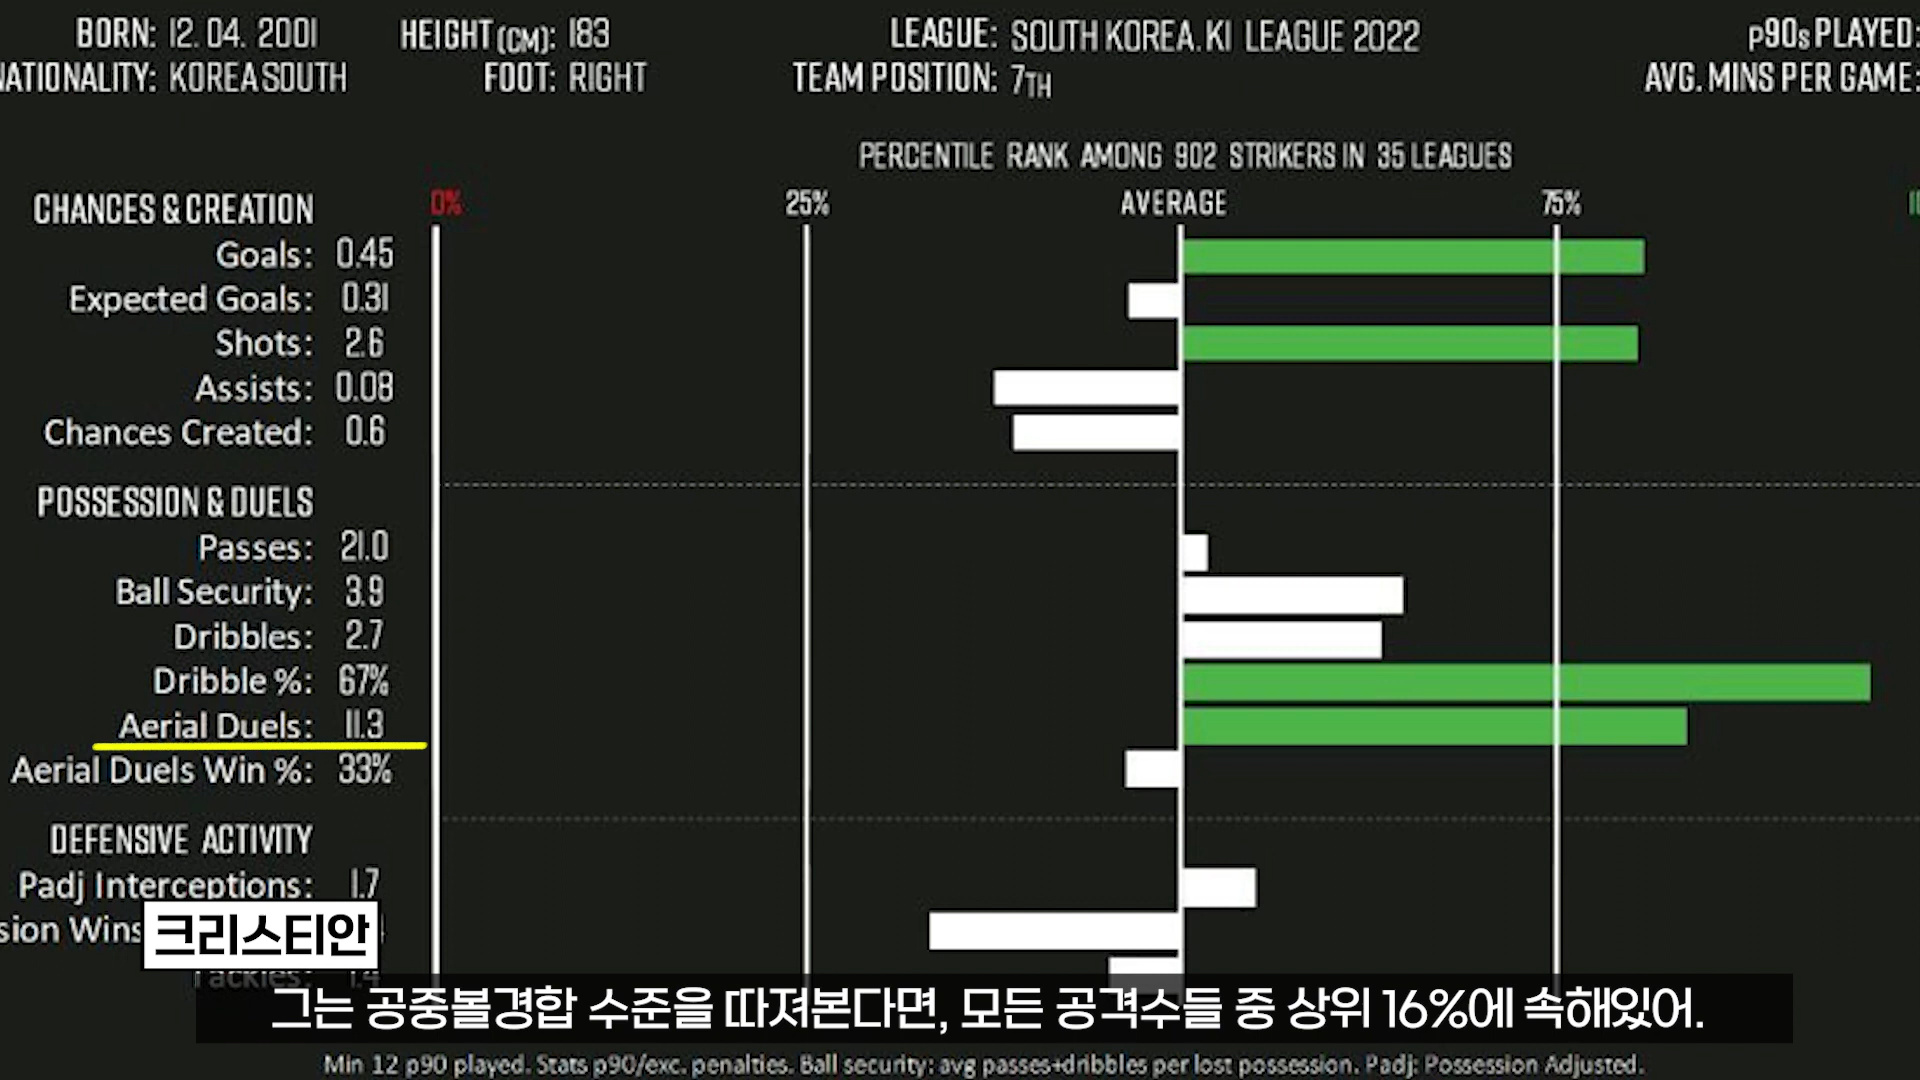 BORN: 12. 04. 2001
HEIGHT (CM): 183
LEAGUE: SOUTH KOREA. K1 LEAGUE 2022
P90s PLAYED:
NATIONALITY: KOREA SOUTH
FOOT: RIGHT
TEAM POSITION: 7TH
AVG. MINS PER GAME:
PERCENTILE RANK AMONG 902 STRIKERS IN 35 LEAGUES
CHANCES & CREATION
0% 25% AVERAGE 75%
Goals: 0.45
Expected Goals: 0.31
Shots: 2.6
Assists: 0.08
Chances Created: 0.6
POSSESSION & DUELS
Passes: 21.0
Ball Security: 3.9
Dribbles: 2.7
Dribble %: 67%
Aerial Duels: 11.3
Aerial Duels Win %: 33%
DEFENSIVE ACTIVITY
Padj Interceptions: 1.7
sion Wins
크리스티안
Tackles: 1.4
그는 공중볼경합 수준을 따져본다면, 모든 공격수들 중 상위 16%에 속해있어.
Min 12 p90 played. Stats p90/exc. penalties. Ball security: avg passes+dribbles per lost possession. Padj: Possession Adjusted.